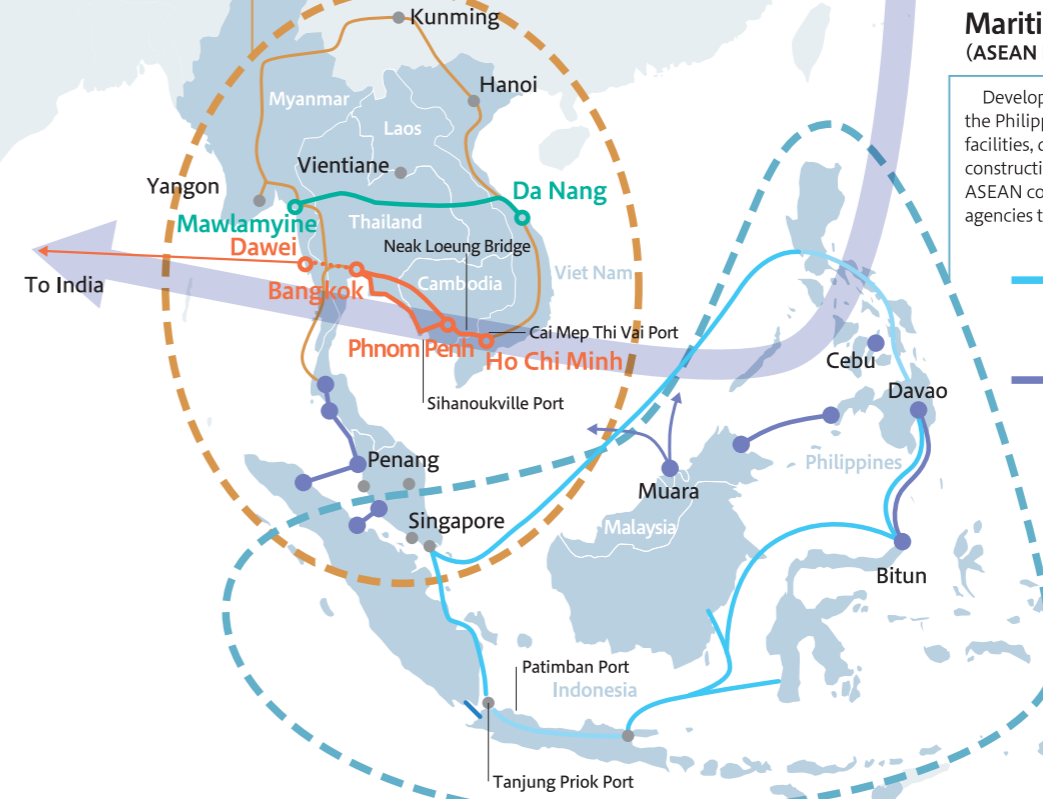 Kunming
Mariti
(ASEAN
Hanoi
Myanmar
Develop
the Philipp
Laos
facilities, c
Vientiane
constructi
Yangon
ASEAN co
Da Nang
agencies t
Mawlamyine
Thailand
Dawei
Neak Loeung Bridge
To India
Bangkok
Cambodia
Viet Nam
Cai Mep Thi Vai Port
Phnom Penh
Ho Chi Minh
Cebu
Davao
Sihanoukville Port
Penang
Philippines
Muara
Singapore
Malaysia
Bitun
Patimban Port
Indonesia
Tanjung Priok Port